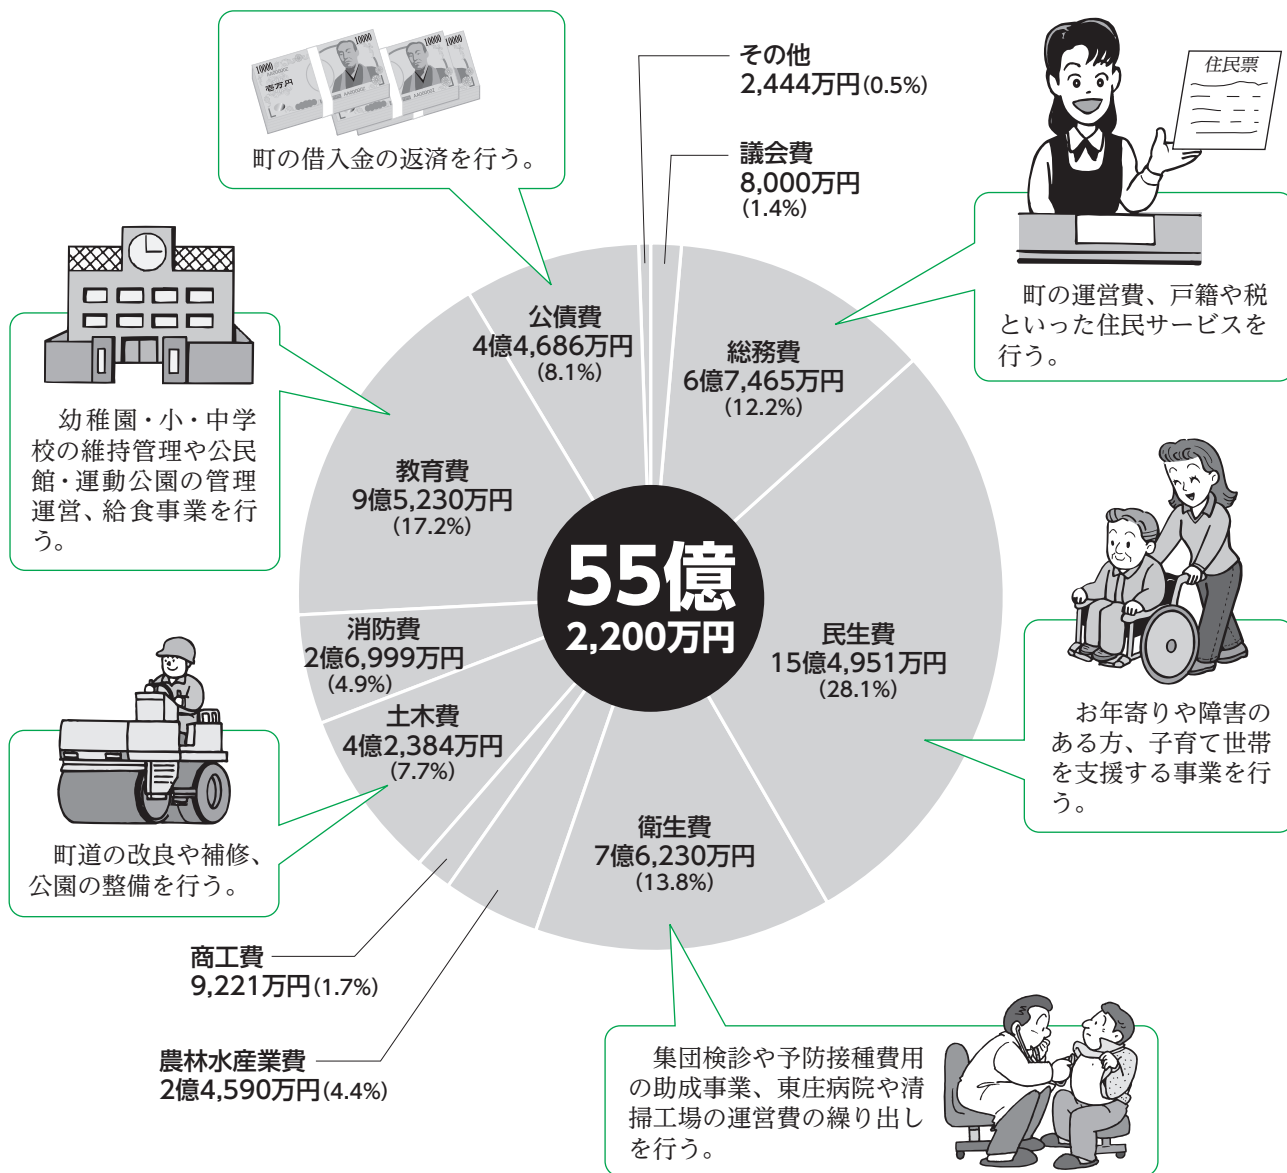 その他
2,444万円(0.5%)
議会費
8,000万円
(1.4%)
住民票
10000
壱万円
10000
10000
10000
町の借入金の返済を行う。
町の運営費、戸籍や税
といった住民サービスを
行う。
公債費
4億4,686万円
(8.1%)
総務費
6億7,465万円
(12.2%)
幼稚園・小・中学
校の維持管理や公民
館・運動公園の管理
運営、給食事業を行
う。
教育費
9億5,230万円
(17.2%)
55億
2,200万円
消防費
2億6,999万円
(4.9%)
民生費
15億4,951万円
(28.1%)
お年寄りや障害の
ある方、子育て世帯
を支援する事業を行
う。
土木費
4億2,384万円
(7.7%)
町道の改良や補修、
公園の整備を行う。
衛生費
7億6,230万円
(13.8%)
商工費
9,221万円(1.7%)
農林水産業費
2億4,590万円(4.4%)
集団検診や予防接種費用
の助成事業、東庄病院や清
掃工場の運営費の繰り出し
を行う。